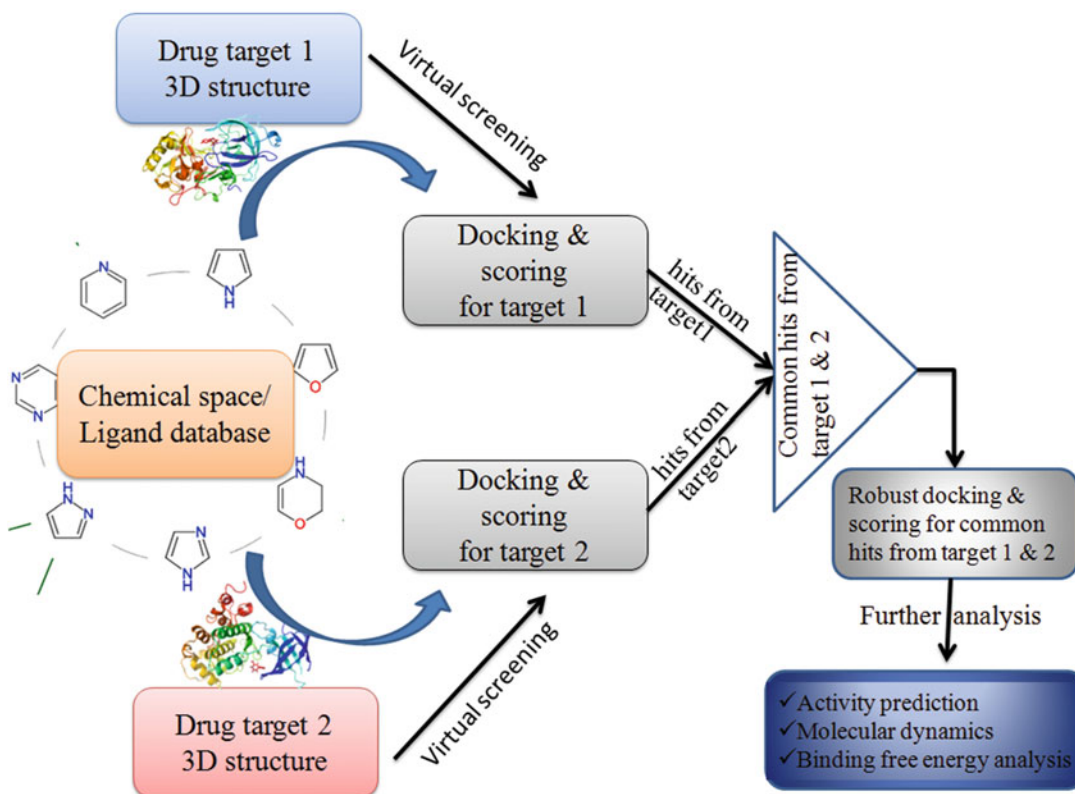 Drug target 1
3D structure
Virtual screening
N
N
H
Docking &
scoring
for target 1
hits from
target1
Common hits from
target 1 & 2
N
N
O
Chemical space/
Ligand database
H
N
N
H
N
O
N
N
H
Docking &
scoring
for target 2
hits from
target2
Robust docking &
scoring for common
hits from target 1 & 2
Further analysis
Drug target 2
3D structure
Virtual screening
✓Activity prediction
✓Molecular dynamics
✓Binding free energy analysis